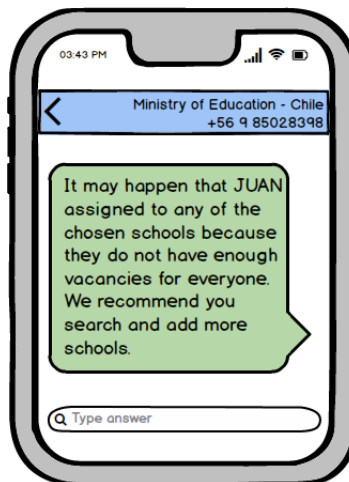 03:43 PM
Ministry of Education - Chile
+56 9 85028398
It may happen that JUAN
assigned to any of the
chosen schools because
they do not have enough
vacancies for everyone.
We recommend you
search and add more
schools.
Type answer